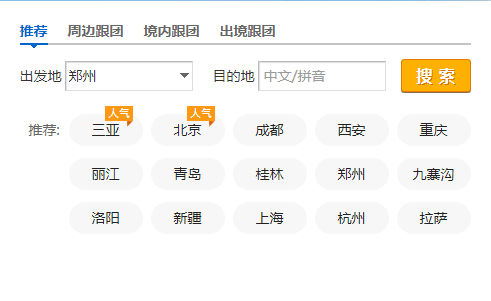 推荐 周边跟团 境内跟团 出境跟团
出发地 郑州 目的地 中文/拼音 搜 索
人气 人气
推荐: 三亚 北京 成都 西安 重庆
丽江 青岛 桂林 郑州 九寨沟
洛阳 新疆 上海 杭州 拉萨